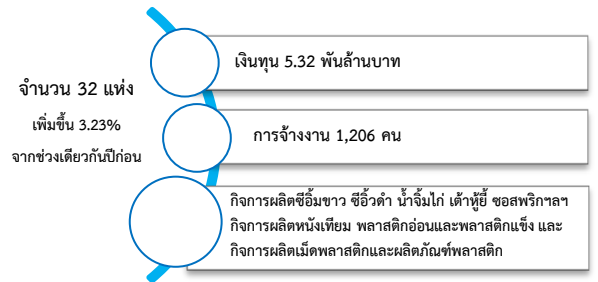 จำนวน 32 แห่ง
เพิ่มขึ้น 3.23%
จากช่วงเดียวกันปีก่อน
เงินทุน 5.32 พันล้านบาท
การจ้างงาน 1,206 คน
กิจการผลิตซีอิ้มขาว ซีอิ้วดำ น้ำจิ้มไก่ เต้าหู้ยี้ ซอสพริกฯลฯ
กิจการผลิตหนังเทียม พลาสติกอ่อนและพลาสติกแข็ง และ
กิจการผลิตเม็ดพลาสติกและผลิตภัณฑ์พลาสติก